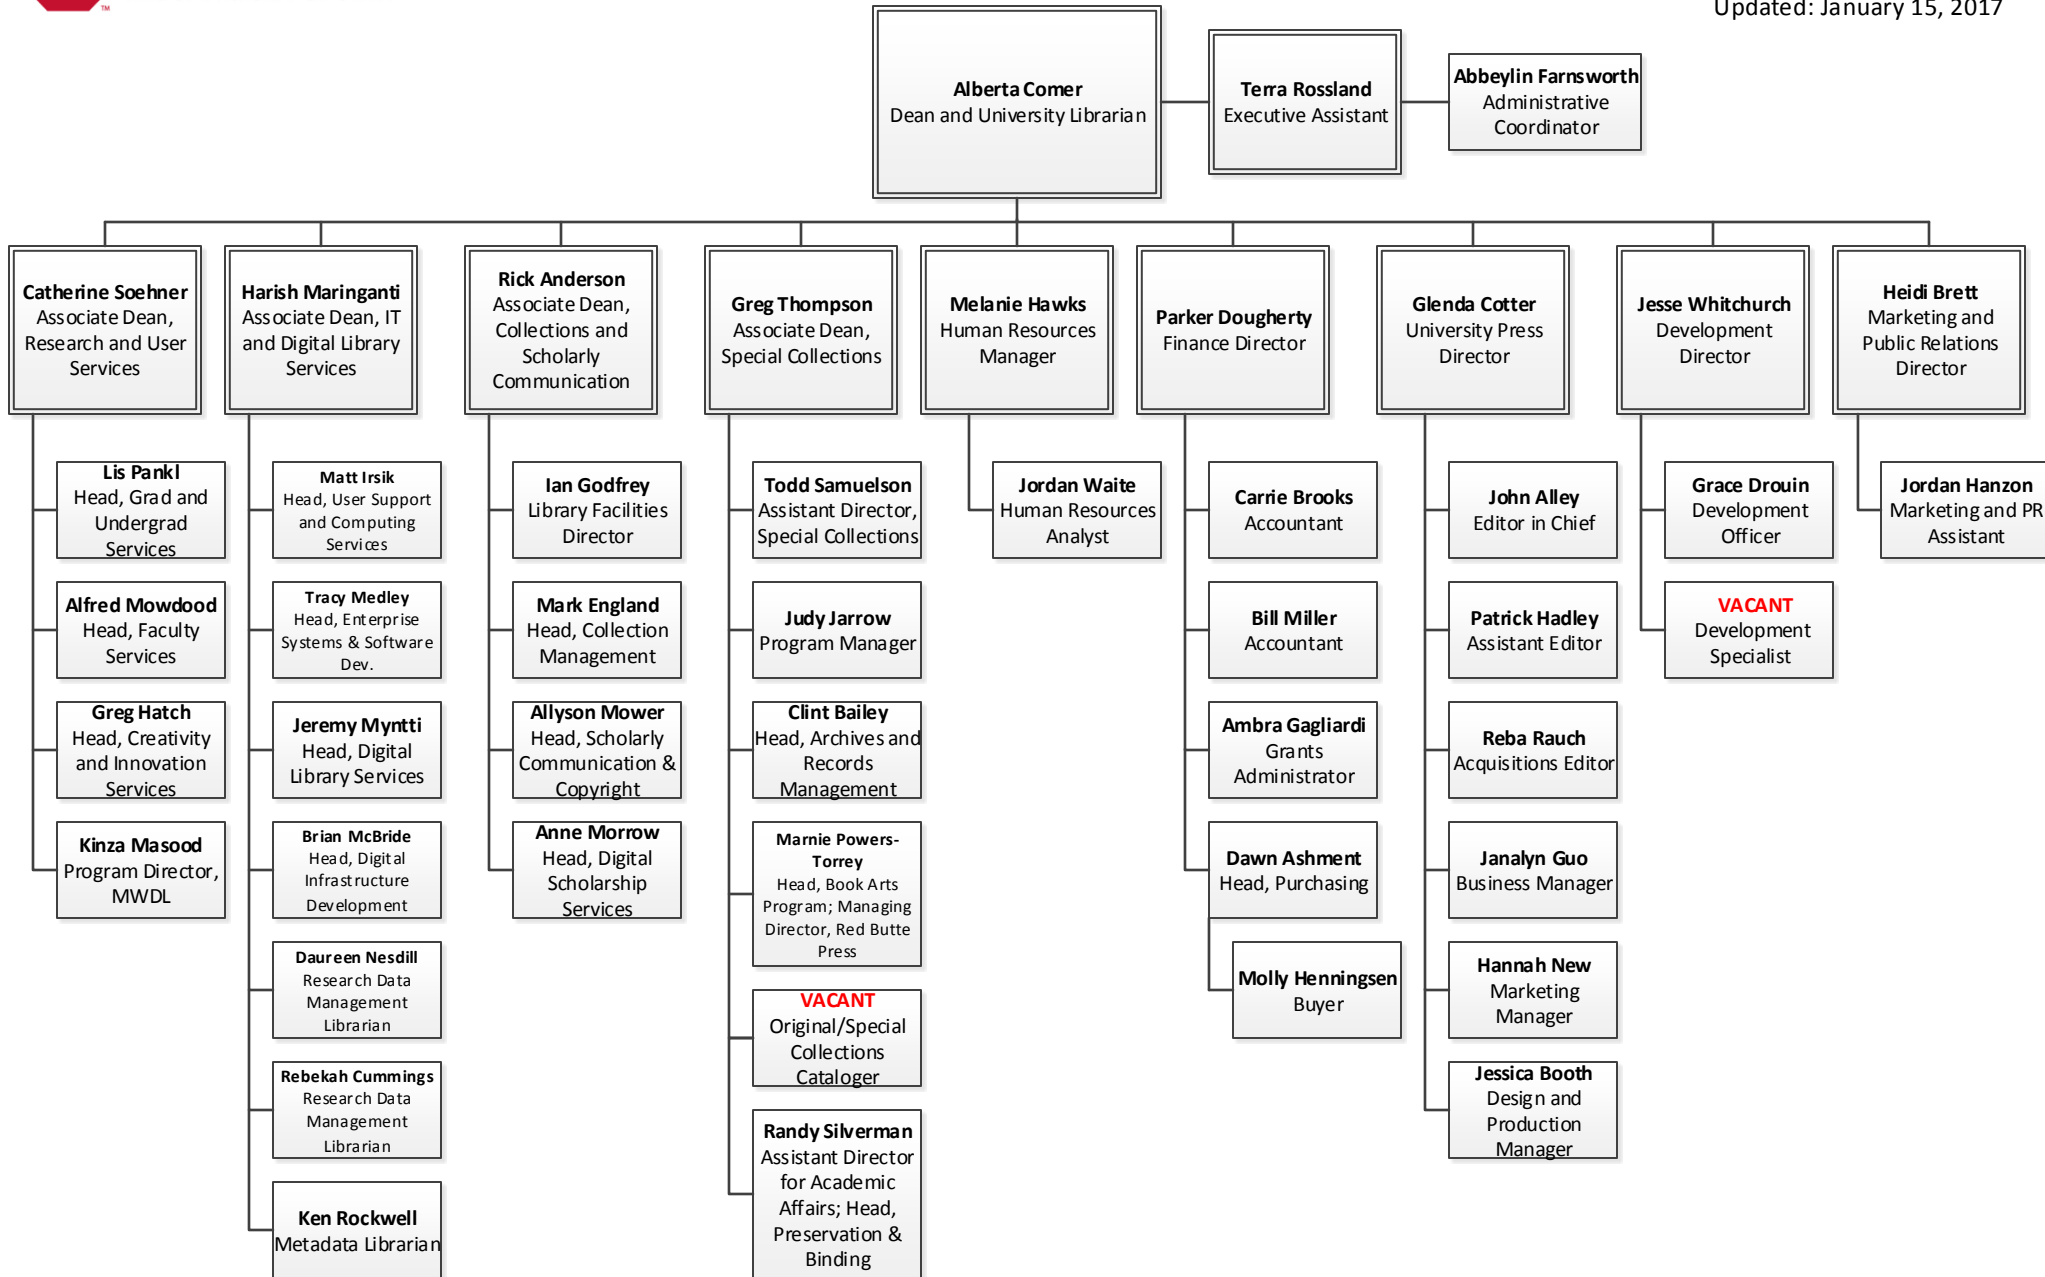 Updated: January 15, 2017
Alberta Comer
Dean and University Librarian
Terra Rossland
Executive Assistant
Abbeylin Farnsworth
Administrative
Coordinator
Catherine Soehner
Associate Dean,
Research and User
Services
Harish Maringanti
Associate Dean, IT
and Digital Library
Services
Rick Anderson
Associate Dean,
Collections and
Scholarly
Communication
Greg Thompson
Associate Dean,
Special Collections
Melanie Hawks
Human Resources
Manager
Parker Dougherty
Finance Director
Glenda Cotter
University Press
Director
Jesse Whitchurch
Development
Director
Heidi Brett
Marketing and
Public Relations
Director
Lis Pankl
Head, Grad and
Undergrad
Services
Alfred Mowdood
Head, Faculty
Services
Greg Hatch
Head, Creativity
and Innovation
Services
Kinza Masood
Program Director,
MWDL
Matt Irsik
Head, User Support
and Computing
Services
Tracy Medley
Head, Enterprise
Systems & Software
Dev.
Jeremy Myntti
Head, Digital
Library Services
Brian McBride
Head, Digital
Infrastructure
Development
Daureen Nesdill
Research Data
Management
Librarian
Rebekah Cummings
Research Data
Management
Librarian
Ken Rockwell
Metadata Librarian
Ian Godfrey
Library Facilities
Director
Mark England
Head, Collection
Management
Allyson Mower
Head, Scholarly
Communication &
Copyright
Anne Morrow
Head, Digital
Scholarship
Services
Todd Samuelson
Assistant Director,
Special Collections
Judy Jarrow
Program Manager
Clint Bailey
Head, Archives and
Records
Management
Marnie Powers-
Torrey
Head, Book Arts
Program; Managing
Director, Red Butte
Press
VACANT
Original/Special
Collections
Cataloger
Randy Silverman
Assistant Director
for Academic
Affairs; Head,
Preservation &
Binding
Jordan Waite
Human Resources
Analyst
Carrie Brooks
Accountant
Bill Miller
Accountant
Ambra Gagliardi
Grants
Administrator
Dawn Ashment
Head, Purchasing
Molly Henningsen
Buyer
John Alley
Editor in Chief
Patrick Hadley
Assistant Editor
Reba Rauch
Acquisitions Editor
Janalyn Guo
Business Manager
Hannah New
Marketing
Manager
Jessica Booth
Design and
Production
Manager
Grace Drouin
Development
Officer
VACANT
Development
Specialist
Jordan Hanzon
Marketing and PR
Assistant